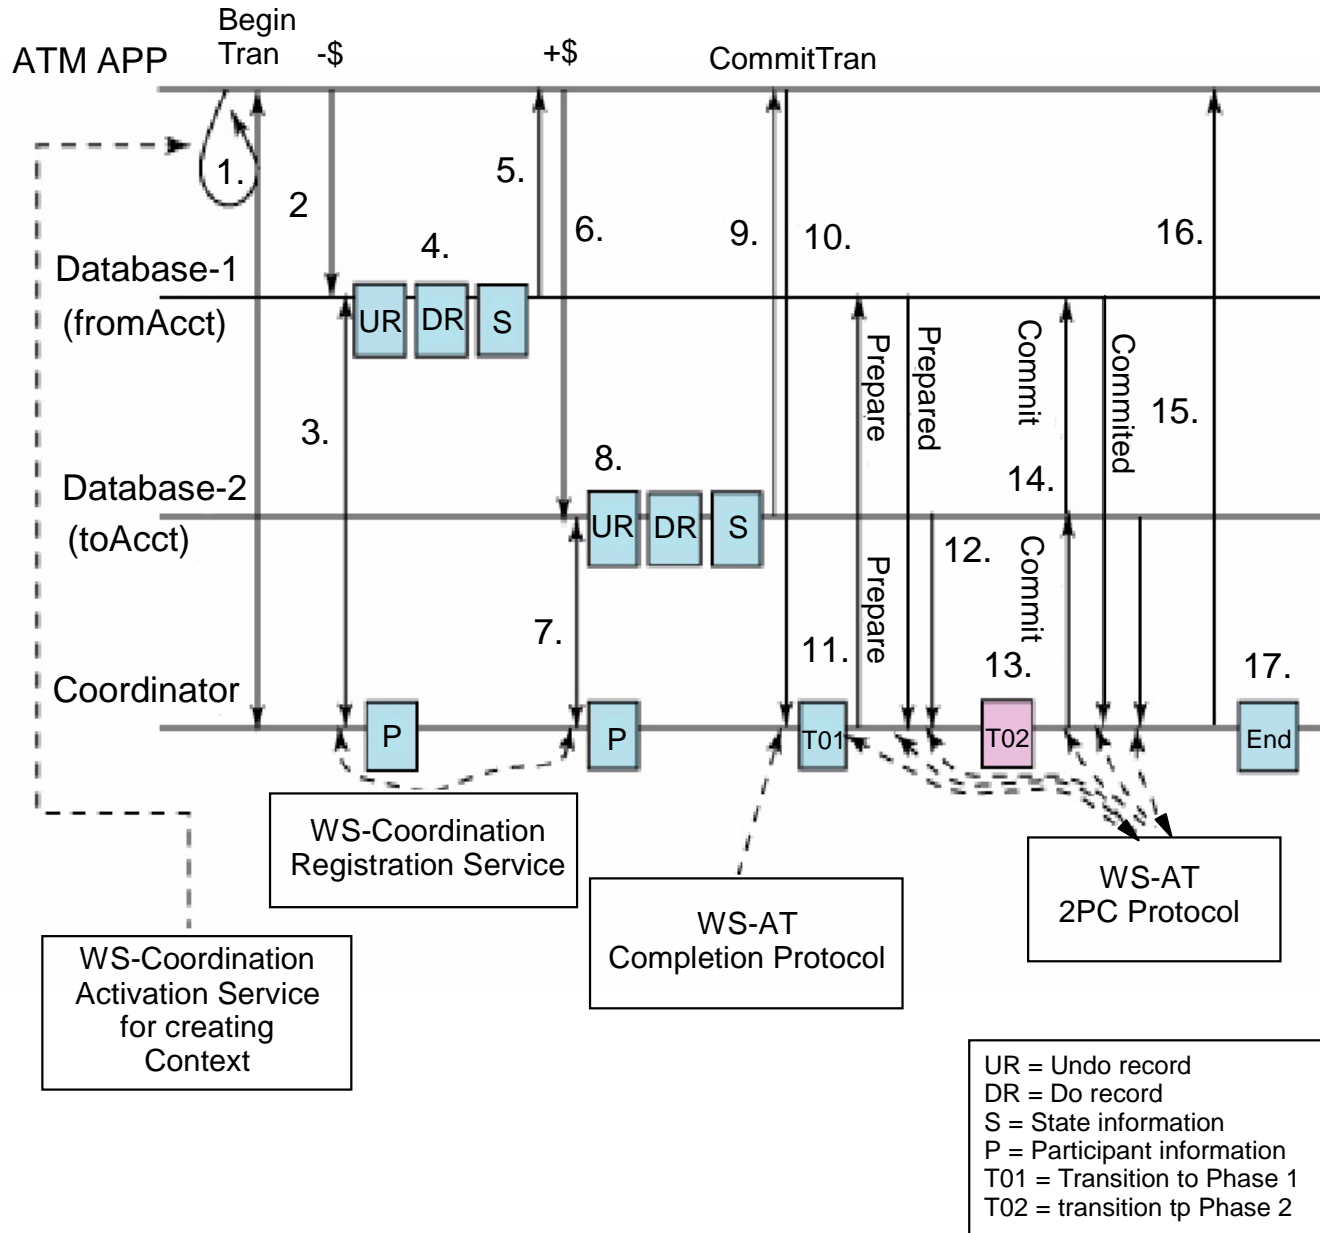 Begin
Tran
-$
+$
CommitTran
ATM APP
1.
2
3.
4.
5.
6.
7.
8.
9.
10.
11.
12.
13.
14.
15.
16.
17.
Database-1
(fromAcct)
UR
DR
S
Prepare
Prepared
Commit
Commited
Database-2
(toAcct)
UR
DR
S
Prepare
Commit
Coordinator
P
P
T01
T02
End
WS-Coordination
Registration Service
WS-AT
Completion Protocol
WS-AT
2PC Protocol
WS-Coordination
Activation Service
for creating
Context
UR = Undo record
DR = Do record
S = State information
P = Participant information
T01 = Transition to Phase 1
T02 = transition tp Phase 2